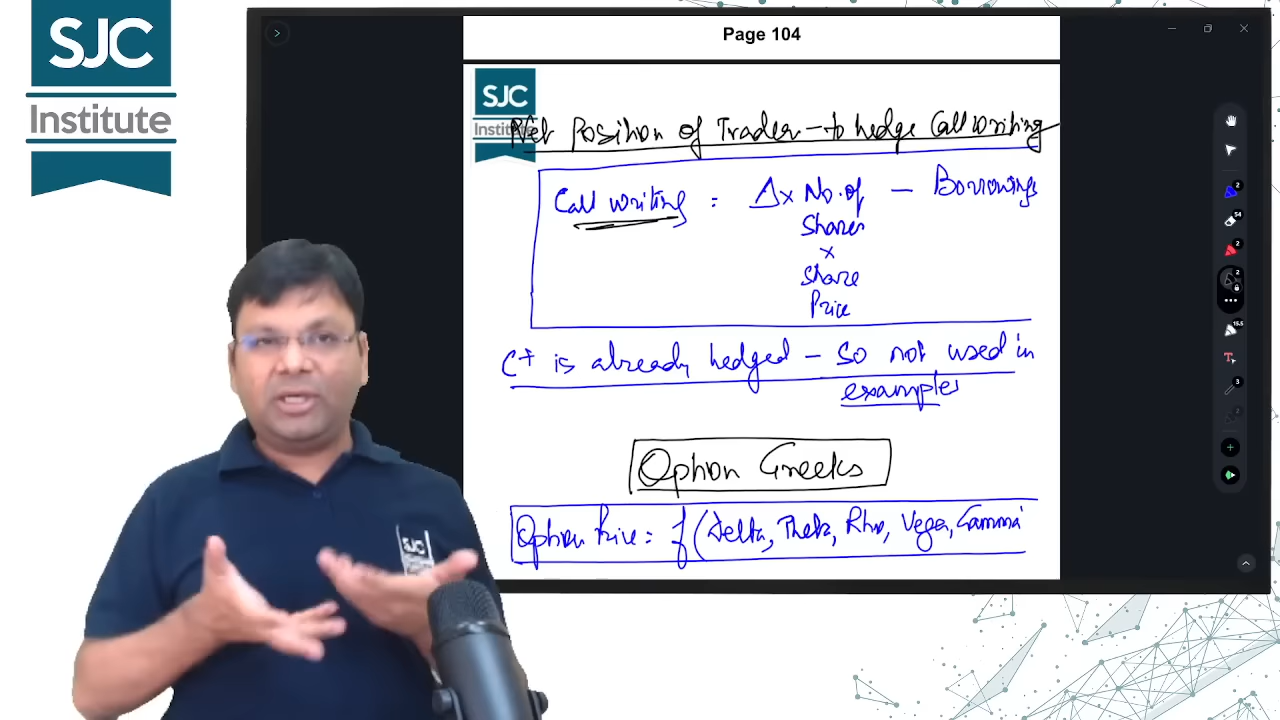 SJC
Institute
Page 104
SJC
Institute
Net Position of Trader - to hedge Call Writing
Call Writing = Δ x No. of - Borrowings
Shares
x
Share
Price
C+ is already hedged - So not used in
examples
Option Greeks
Option Price = f (Delta, Theta, Rho, Vega, Gamma
SJC